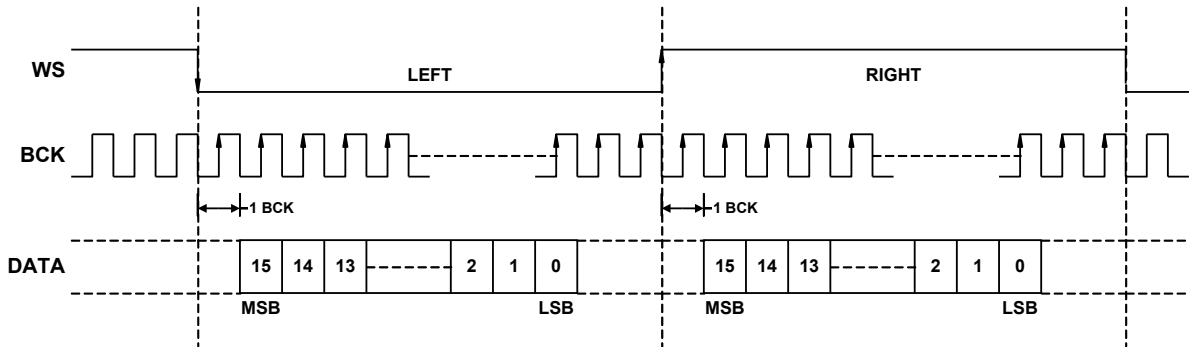 WS
LEFT
RIGHT
BCK
1 BCK
1 BCK
DATA
15 14 13 2 1 0
15 14 13 2 1 0
MSB LSB
MSB LSB